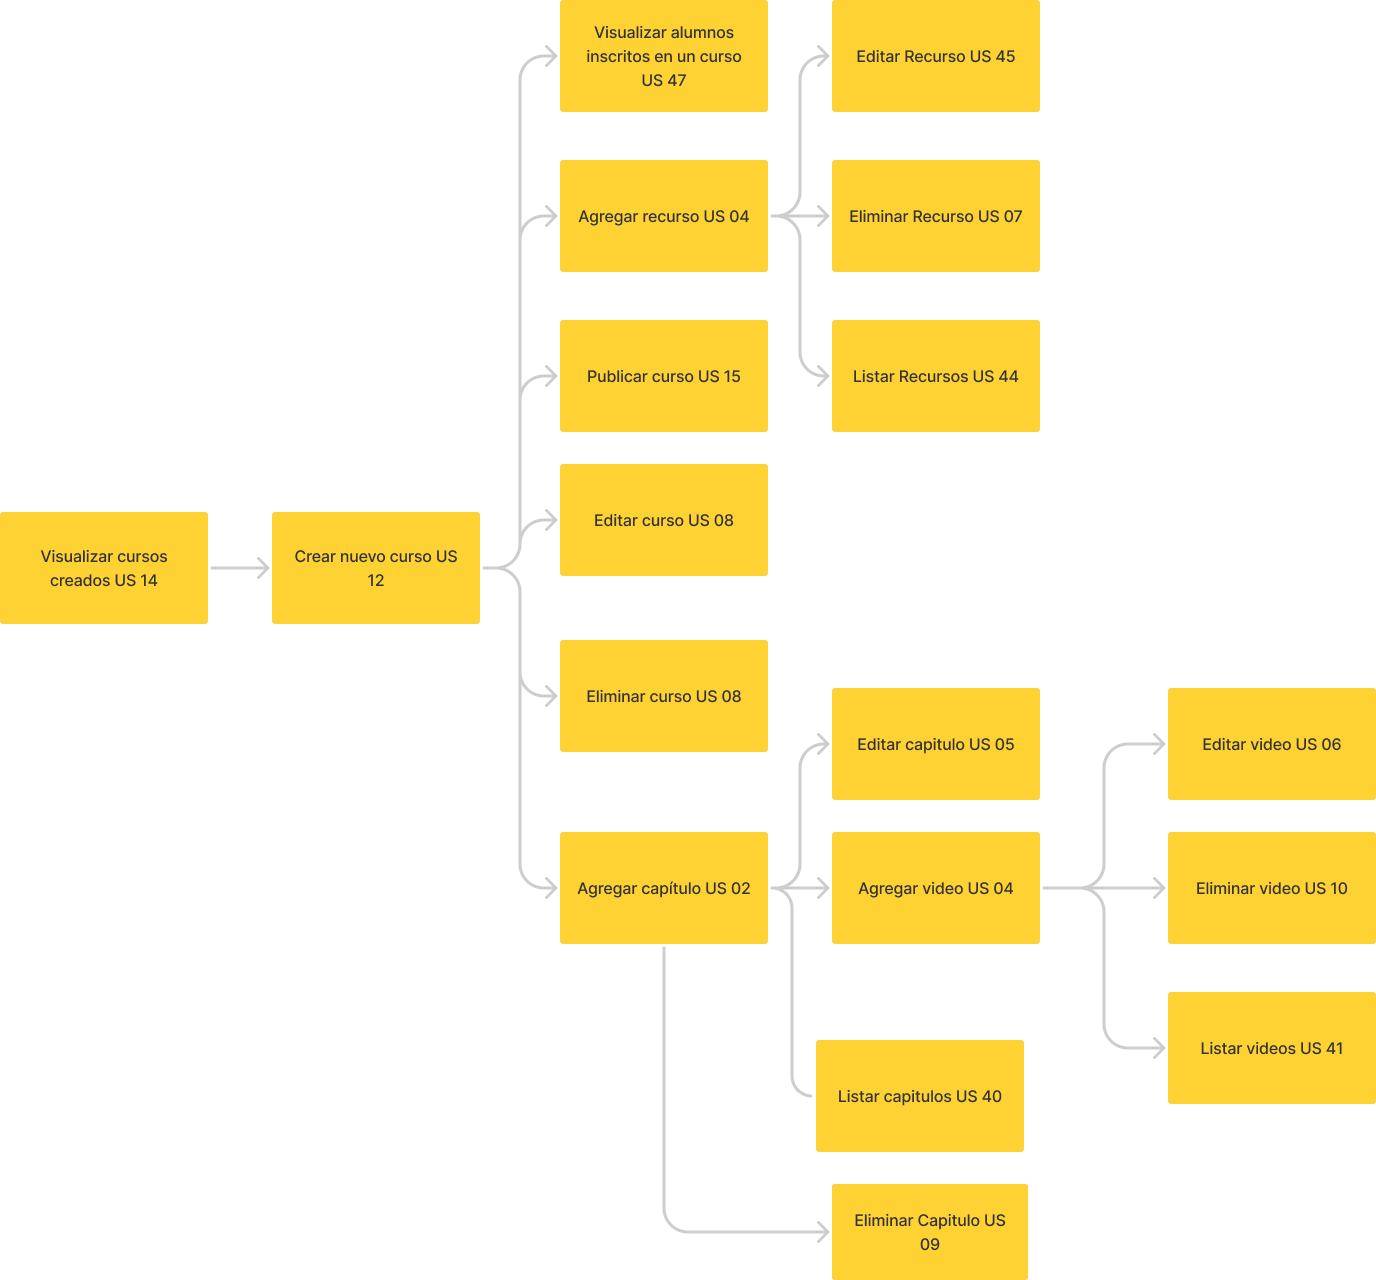 Visualizar alumnos
inscritos en un curso
US 47
Editar Recurso US 45
Agregar recurso US 04
Eliminar Recurso US 07
Publicar curso US 15
Listar Recursos US 44
Editar curso US 08
Visualizar cursos
creados US 14
Crear nuevo curso US
12
Eliminar curso US 08
Editar capitulo US 05
Editar video US 06
Agregar capítulo US 02
Agregar video US 04
Eliminar video US 10
Listar videos US 41
Listar capitulos US 40
Eliminar Capitulo US
09